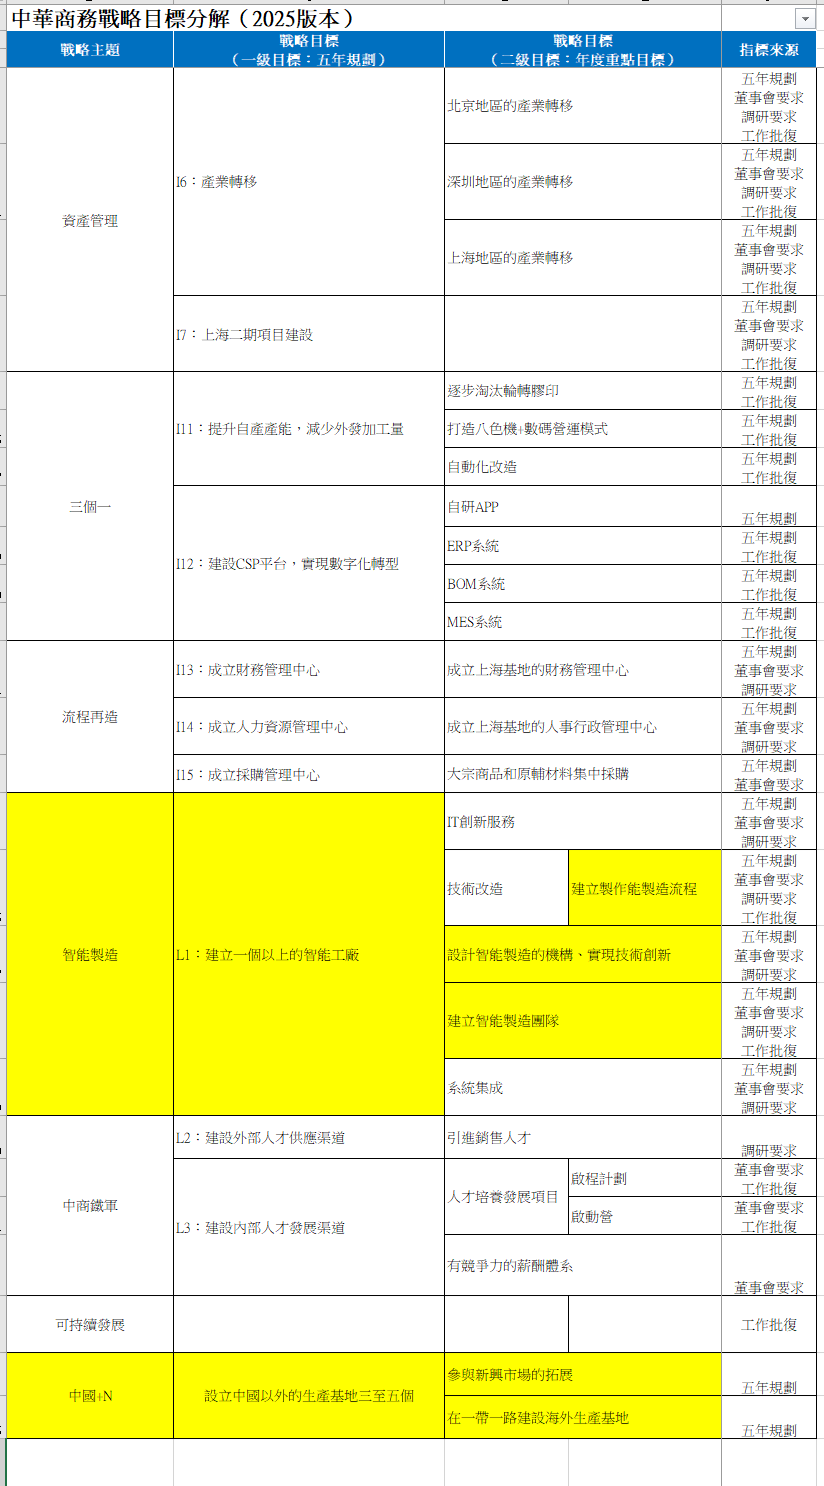 中華商務戰略目標分解（2025版本）
戰略主題
戰略目標
（一級目標：五年規劃）
戰略目標
（二級目標：年度重點目標）
指標來源
資產管理
I6：產業轉移
北京地區的產業轉移
五年規劃
董事會要求
調研要求
工作批復
深圳地區的產業轉移
五年規劃
董事會要求
調研要求
工作批復
上海地區的產業轉移
五年規劃
董事會要求
調研要求
工作批復
I7：上海二期項目建設
五年規劃
董事會要求
調研要求
工作批復
三個一
I11：提升自產產能，減少外發加工量
逐步淘汰輪轉膠印
五年規劃
工作批復
打造八色機+數碼營運模式
五年規劃
工作批復
自動化改造
五年規劃
工作批復
I12：建設CSP平台，實現數字化轉型
自研APP
五年規劃
ERP系統
五年規劃
工作批復
BOM系統
五年規劃
工作批復
MES系統
五年規劃
工作批復
流程再造
I13：成立財務管理中心
成立上海基地的財務管理中心
五年規劃
董事會要求
調研要求
I14：成立人力資源管理中心
成立上海基地的人事行政管理中心
五年規劃
董事會要求
調研要求
I15：成立採購管理中心
大宗商品和原輔材料集中採購
五年規劃
董事會要求
智能製造
L1：建立一個以上的智能工廠
IT創新服務
五年規劃
董事會要求
調研要求
技術改造
建立製作能製造流程
五年規劃
董事會要求
調研要求
工作批復
設計智能製造的機構、實現技術創新
五年規劃
董事會要求
調研要求
建立智能製造團隊
五年規劃
董事會要求
調研要求
工作批復
系統集成
五年規劃
董事會要求
調研要求
中商鐵軍
L2：建設外部人才供應渠道
引進銷售人才
調研要求
L3：建設內部人才發展渠道
人才培養發展項目
啟程計劃
董事會要求
工作批復
啟動營
董事會要求
工作批復
有競爭力的薪酬體系
董事會要求
可持續發展
工作批復
中國+N
設立中國以外的生產基地三至五個
參與新興市場的拓展
五年規劃
在一帶一路建設海外生產基地
五年規劃